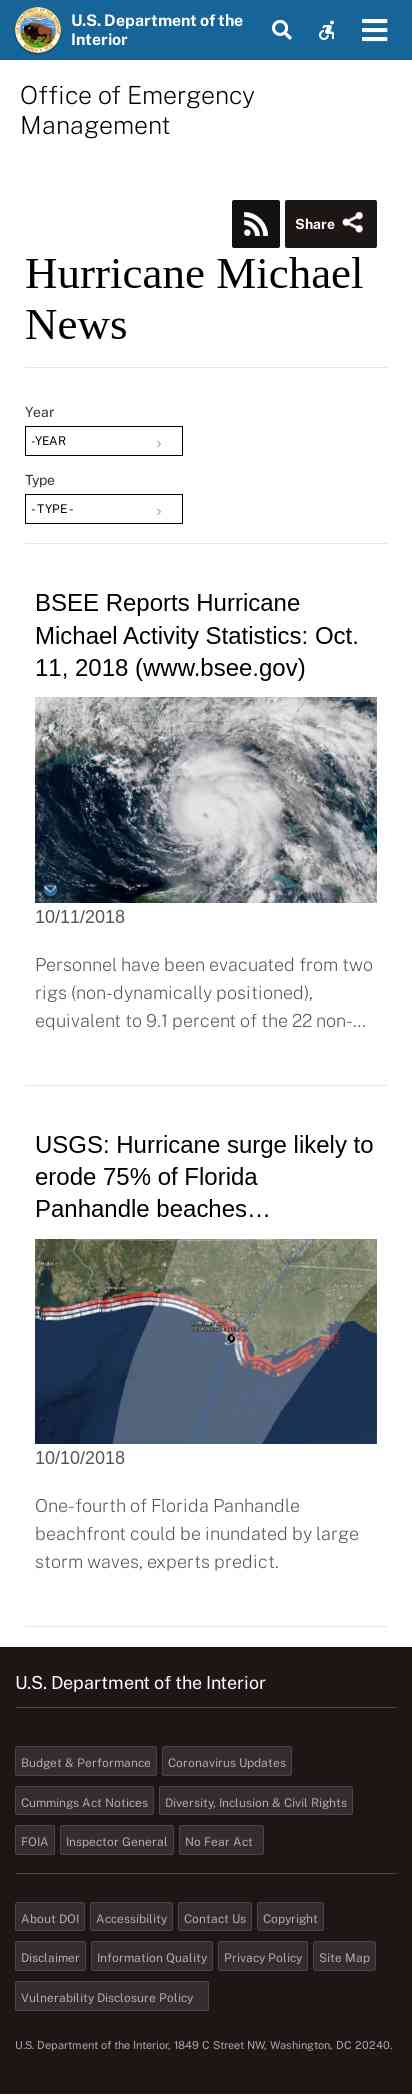 U.S. Department of the
Interior
Office of Emergency
Management
Share
Hurricane Michael
News
Year
-YEAR
Type
- TYPE -
BSEE Reports Hurricane
Michael Activity Statistics: Oct.
11, 2018 (www.bsee.gov)
10/11/2018
Personnel have been evacuated from two
rigs (non-dynamically positioned),
equivalent to 9.1 percent of the 22 non-...
USGS: Hurricane surge likely to
erode 75% of Florida
Panhandle beaches…
10/10/2018
One-fourth of Florida Panhandle
beachfront could be inundated by large
storm waves, experts predict.
U.S. Department of the Interior
Budget & Performance Coronavirus Updates
Cummings Act Notices Diversity, Inclusion & Civil Rights
FOIA Inspector General No Fear Act
About DOI Accessibility Contact Us Copyright
Disclaimer Information Quality Privacy Policy Site Map
Vulnerability Disclosure Policy
U.S. Department of the Interior, 1849 C Street NW, Washington, DC 20240.